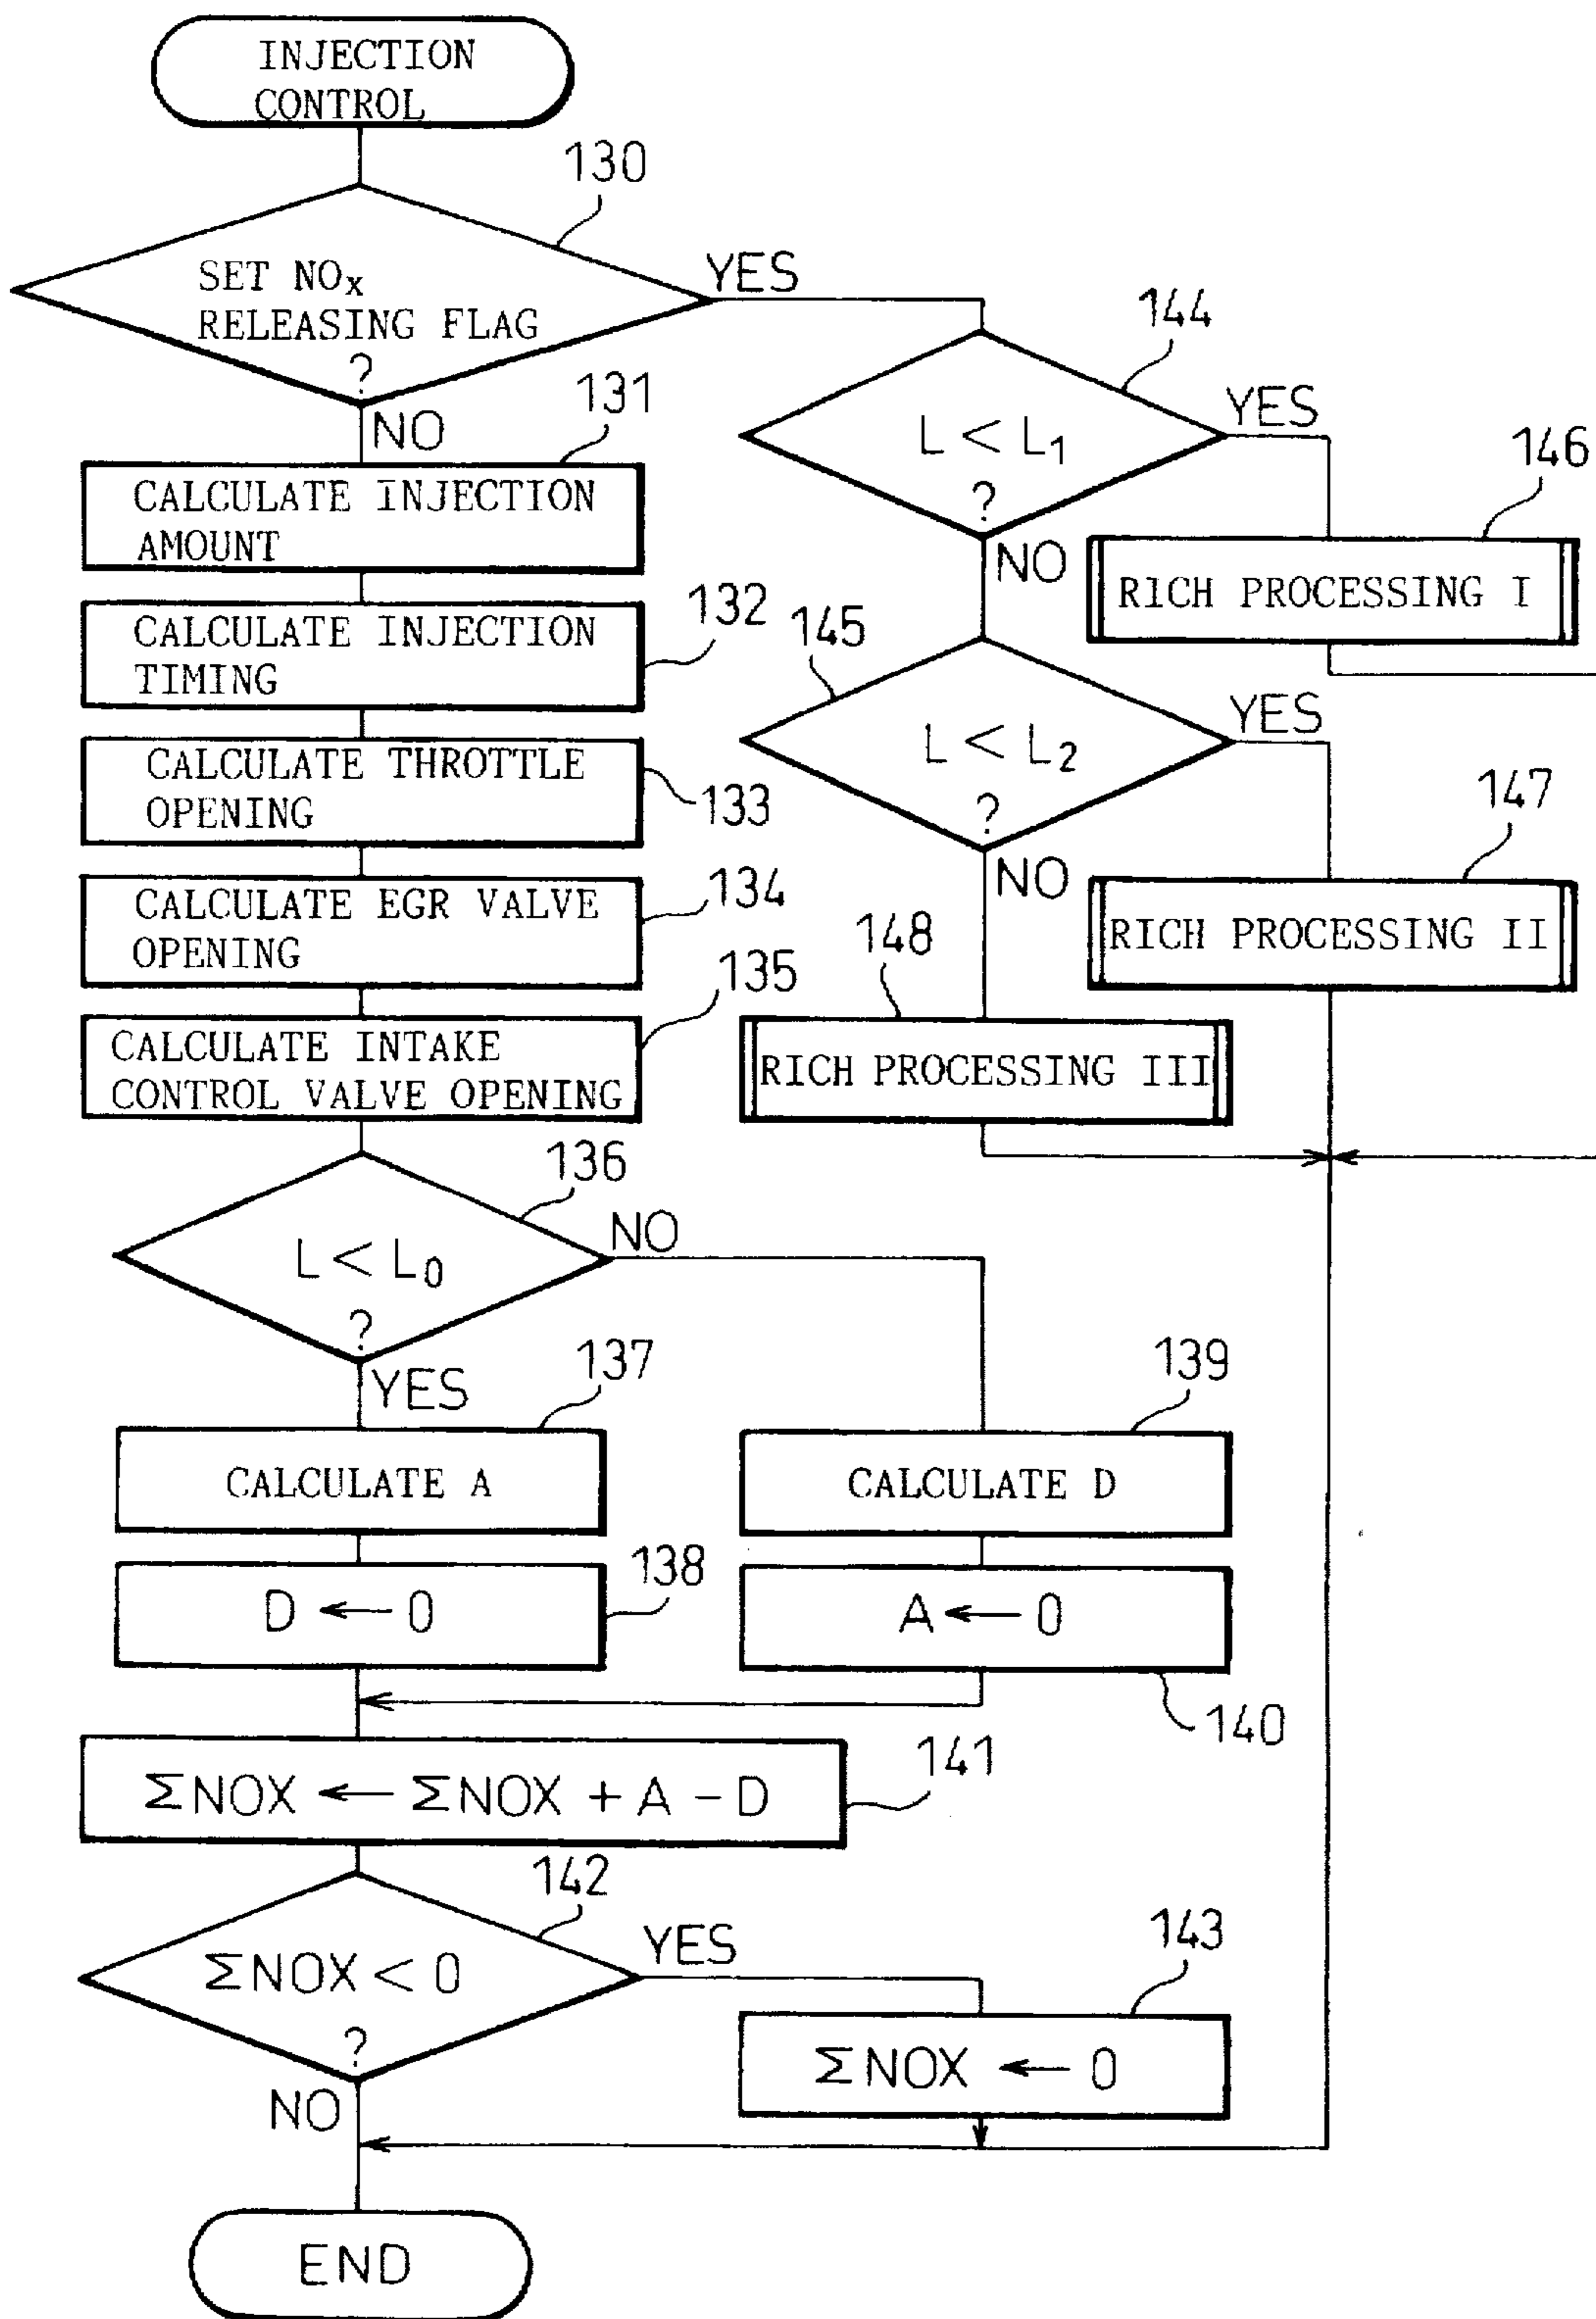 INJECTION
CONTROL
130
SET NOx
RELEASING FLAG
?
YES
NO
131
CALCULATE INJECTION
AMOUNT
132
CALCULATE INJECTION
TIMING
133
CALCULATE THROTTLE
OPENING
134
CALCULATE EGR VALVE
OPENING
135
CALCULATE INTAKE
CONTROL VALVE OPENING
136
L < L0
?
NO
YES
137
CALCULATE A
138
D ← 0
139
CALCULATE D
140
A ← 0
141
ΣNOX ← ΣNOX + A - D
142
ΣNOX < 0
?
YES
NO
143
ΣNOX ← 0
144
L < L1
?
YES
NO
146
RICH PROCESSING I
145
L < L2
?
YES
NO
147
RICH PROCESSING II
148
RICH PROCESSING III
END